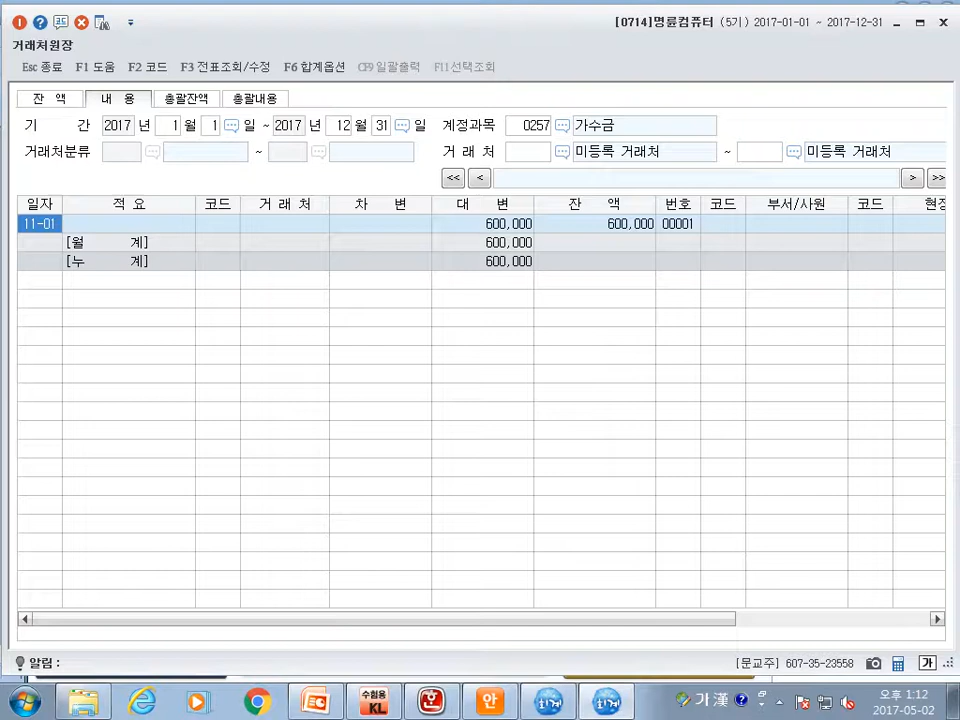 [0714]명륜컴퓨터 (5기) 2017-01-01 ~ 2017-12-31
거래처원장
Esc 종료 F1 도움 F2 코드 F3 전표조회/수정 F6 합계옵션 CF9 일괄출력 F11 선택조회
잔 액 내 용 총괄잔액 총괄내용
기 간 2017 년 1 월 1 일 ~ 2017 년 12 월 31 일 계정과목 0257 가수금
거래처분류 ~ 거 래 처 미등록 거래처 ~ 미등록 거래처
<< < > >>
일자 적 요 코드 거 래 처 차 변 대 변 잔 액 번호 코드 부서/사원 코드 현장
11-01 600,000 600,000 00001
[월 계] 600,000
[누 계] 600,000
알림 : [문교주] 607-35-23558 가
수험용 KL 안 가 漢 오후 1:12
2017-05-02